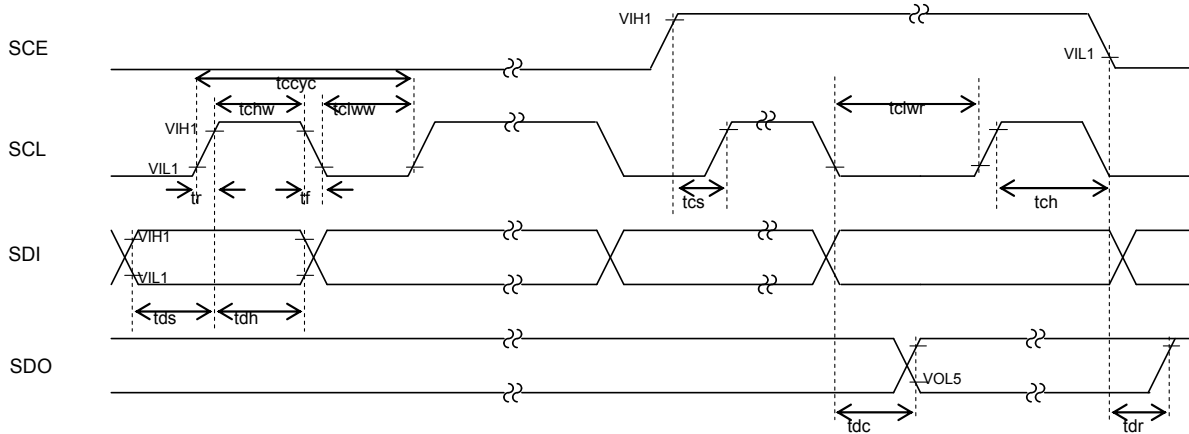 VIH1
SCE
VIL1
tccyc
tchw
tclww
tclwr
VIH1
SCL
VIL1
tr
tf
tcs
tch
VIH1
SDI
VIL1
tds
tdh
SDO
VOL5
tdc
tdr